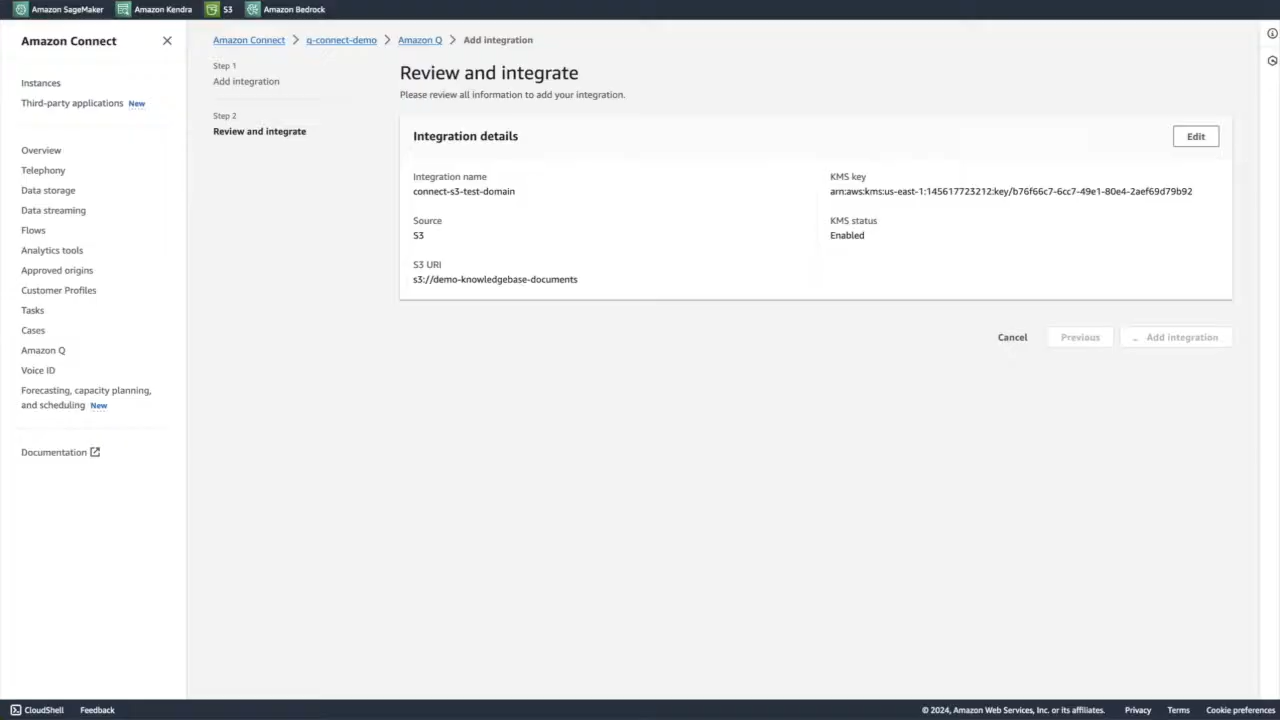 Amazon SageMaker Amazon Kendra S3 Amazon Bedrock
Amazon Connect
Instances
Third-party applications New
Overview
Telephony
Data storage
Data streaming
Flows
Analytics tools
Approved origins
Customer Profiles
Tasks
Cases
Amazon Q
Voice ID
Forecasting, capacity planning,
and scheduling New
Documentation
Amazon Connect > q-connect-demo > Amazon Q > Add integration
Step 1
Add integration
Step 2
Review and integrate
Review and integrate
Please review all information to add your integration.
Integration details
Edit
Integration name
connect-s3-test-domain
Source
S3
S3 URI
s3://demo-knowledgebase-documents
KMS key
arn:aws:kms:us-east-1:145617723212:key/b76f66c7-6cc7-49e1-80e4-2aef69d79b92
KMS status
Enabled
Cancel Previous Add integration
CloudShell Feedback © 2024, Amazon Web Services, Inc. or its affiliates. Privacy Terms Cookie preferences